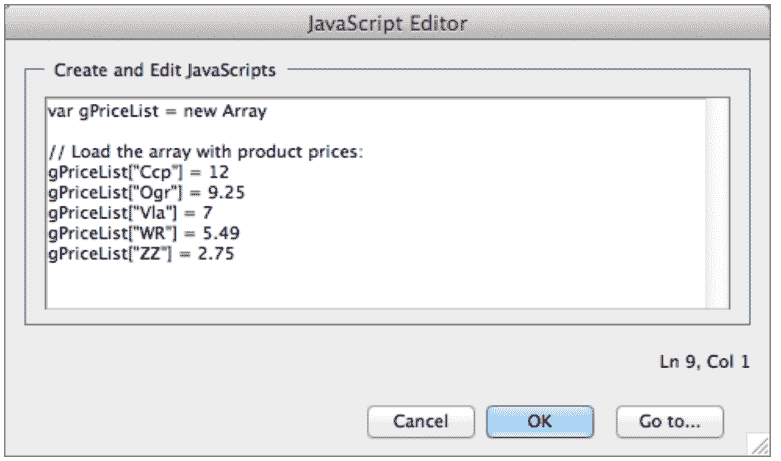 JavaScript Editor
Create and Edit JavaScripts
var gPriceList = new Array
// Load the array with product prices:
gPriceList["Ccp"] = 12
gPriceList["Ogr"] = 9.25
gPriceList["Vla"] = 7
gPriceList["WR"] = 5.49
gPriceList["ZZ"] = 2.75
Ln 9, Col 1
Cancel
OK
Go to...